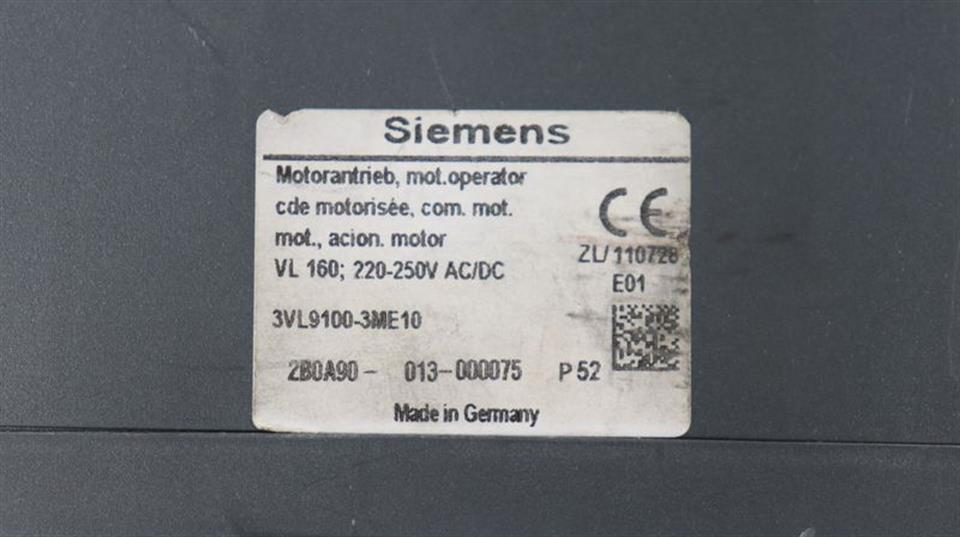 Siemens
Motorantrieb, mot.operator
cde motorisée, com. mot.
mot., acion. motor
VL 160; 220-250V AC/DC
CE
ZL/110728
E01
3VL9100-3ME10
2B0A90 - 013-000075 P 52
Made in Germany